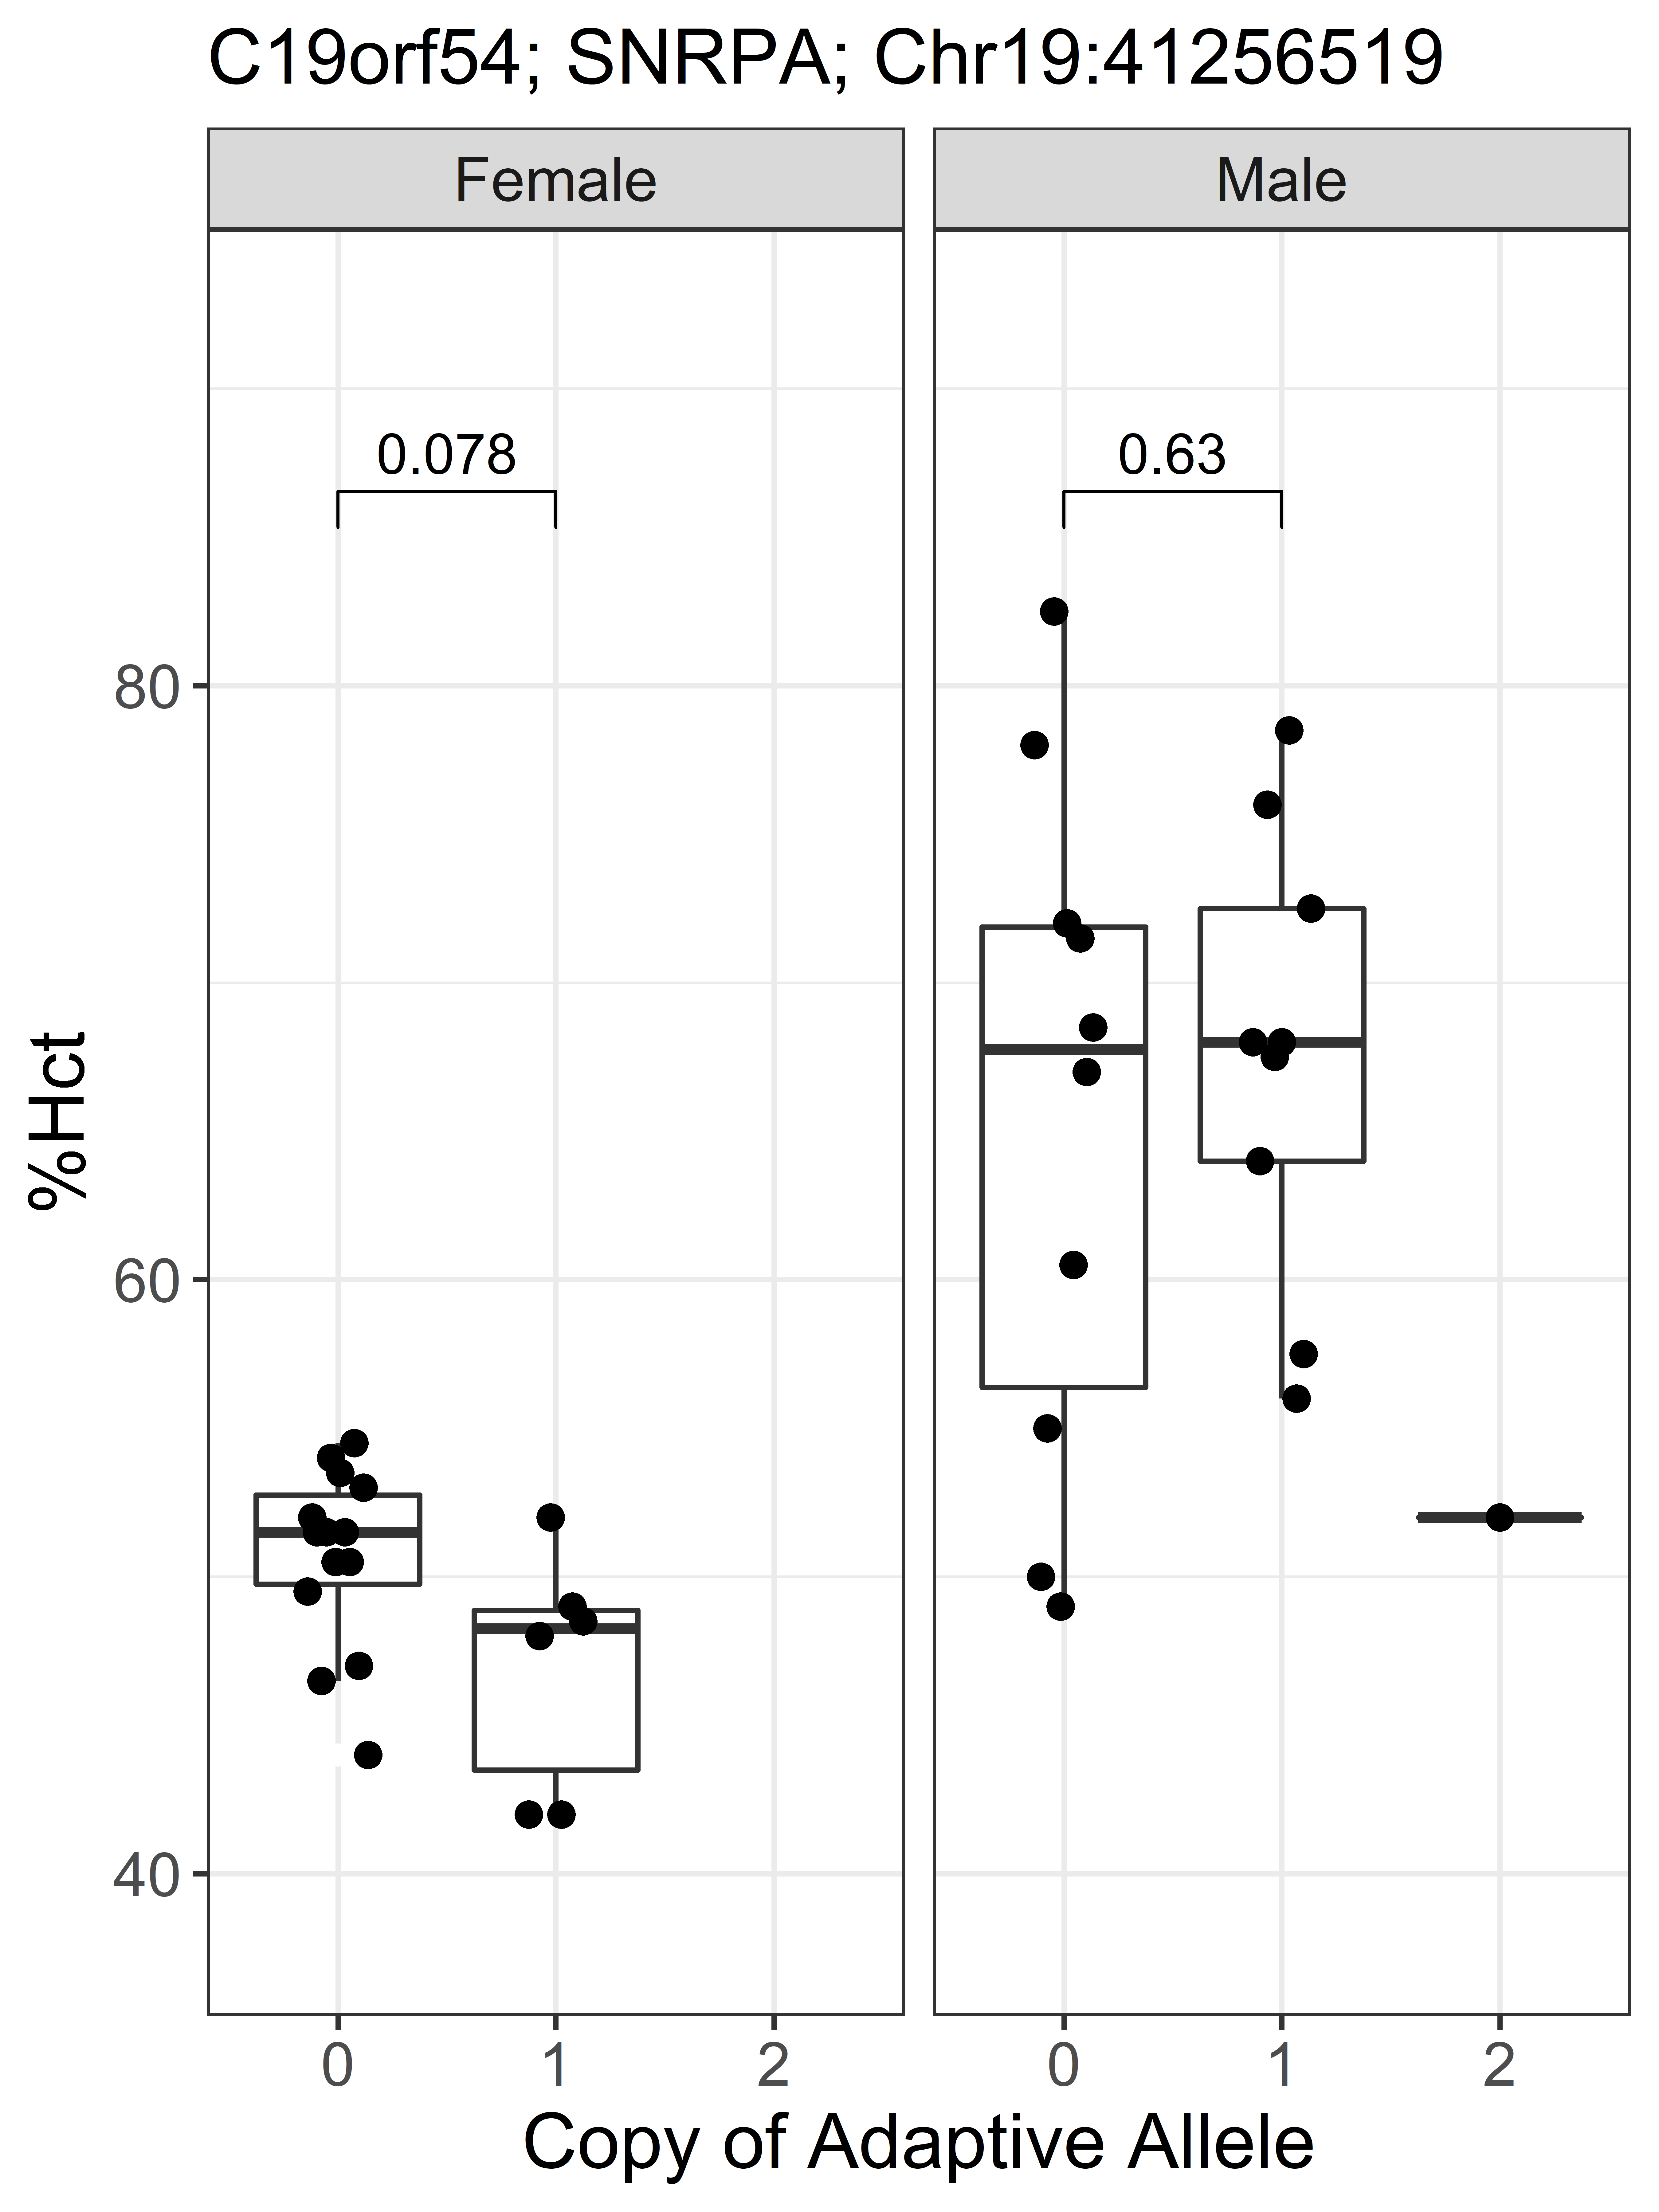 C19orf54; SNRPA; Chr19:41256519
Female Male
0.078 0.63
80
60
40
%Hct
0 1 2 0 1 2
Copy of Adaptive Allele